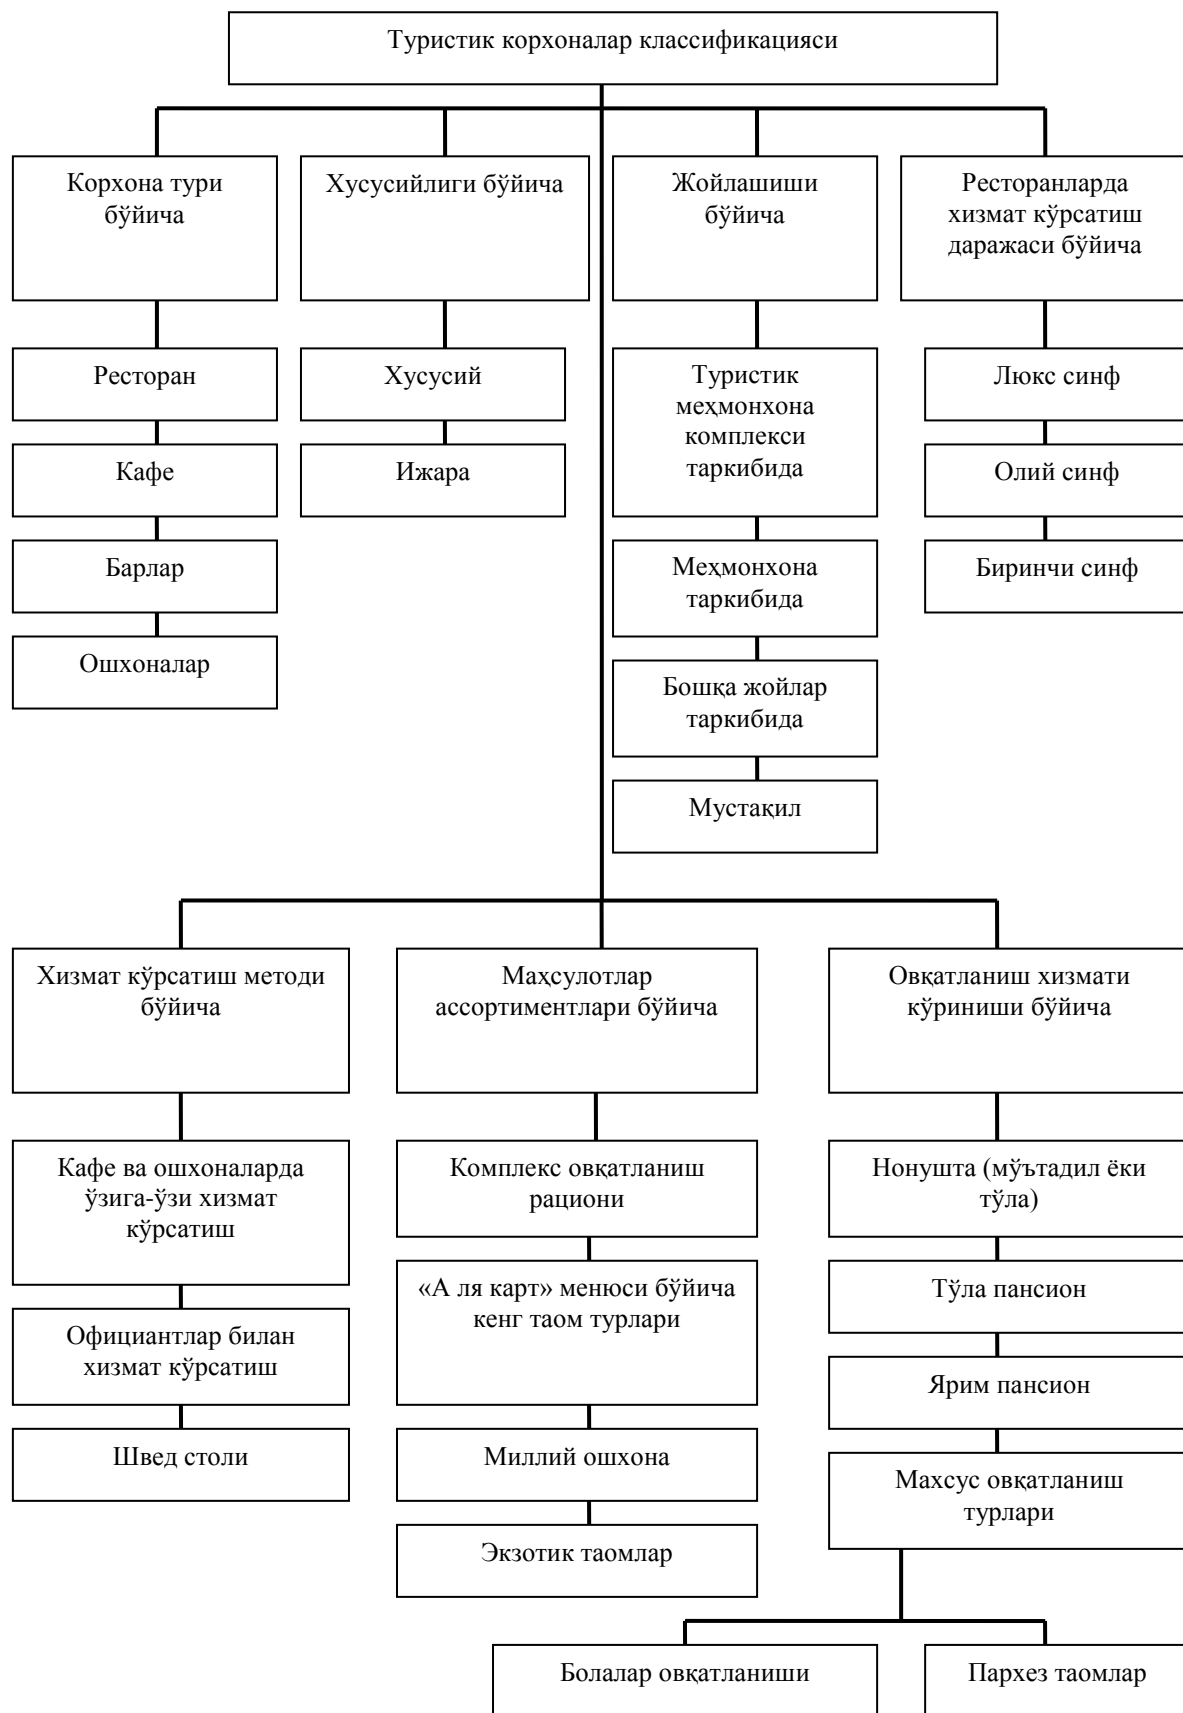 Туристик корхоналар классификацияси
Корхона тури
бўйича
Хусусийлиги бўйича
Жойлашиши
бўйича
Ресторанларда
хизмат кўрсатиш
даражаси бўйича
Ресторан
Кафе
Барлар
Ошхоналар
Хусусий
Ижара
Туристик
меҳмонхона
комплекси
таркибида
Меҳмонхона
таркибида
Бошқа жойлар
таркибида
Мустақил
Люкс синф
Олий синф
Биринчи синф
Хизмат кўрсатиш методи
бўйича
Маҳсулотлар
ассортиментлари бўйича
Овқатланиш хизмати
кўриниши бўйича
Кафе ва ошхоналарда
ўзига-ўзи хизмат
кўрсатиш
Официантлар билан
хизмат кўрсатиш
Швед столи
Комплекс овқатланиш
рациони
«А ля карт» менюси бўйича
кенг таом турлари
Миллий ошхона
Экзотик таомлар
Нонушта (мўътадил ёки
тўла)
Тўла пансион
Ярим пансион
Махсус овқатланиш
турлари
Болалар овқатланиши
Пархез таомлар